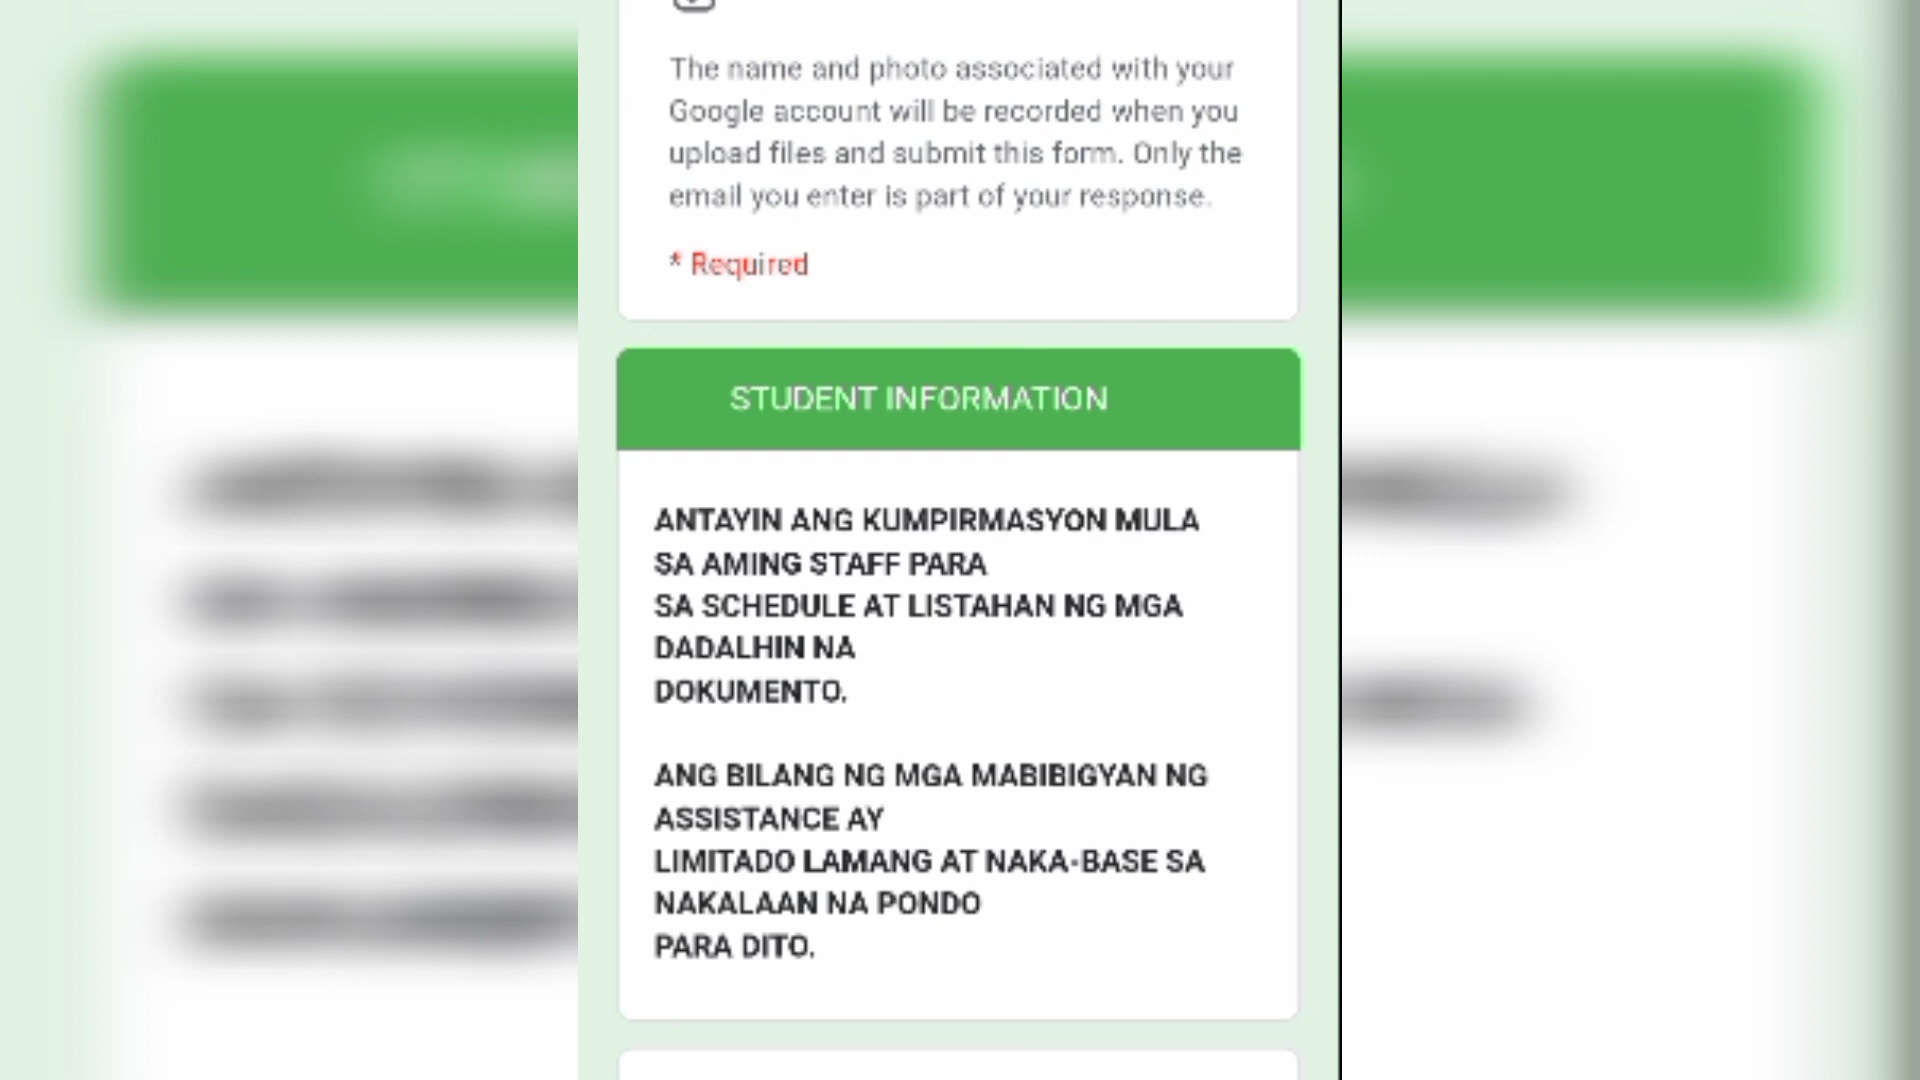 The name and photo associated with your
Google account will be recorded when you
upload files and submit this form. Only the
email you enter is part of your response.
* Required
STUDENT INFORMATION
ANTAYIN ANG KUMPIRMASYON MULA
SA AMING STAFF PARA
SA SCHEDULE AT LISTAHAN NG MGA
DADALHIN NA
DOKUMENTO.
ANG BILANG NG MGA MABIBIGYAN NG
ASSISTANCE AY
LIMITADO LAMANG AT NAKA-BASE SA
NAKALAAN NA PONDO
PARA DITO.